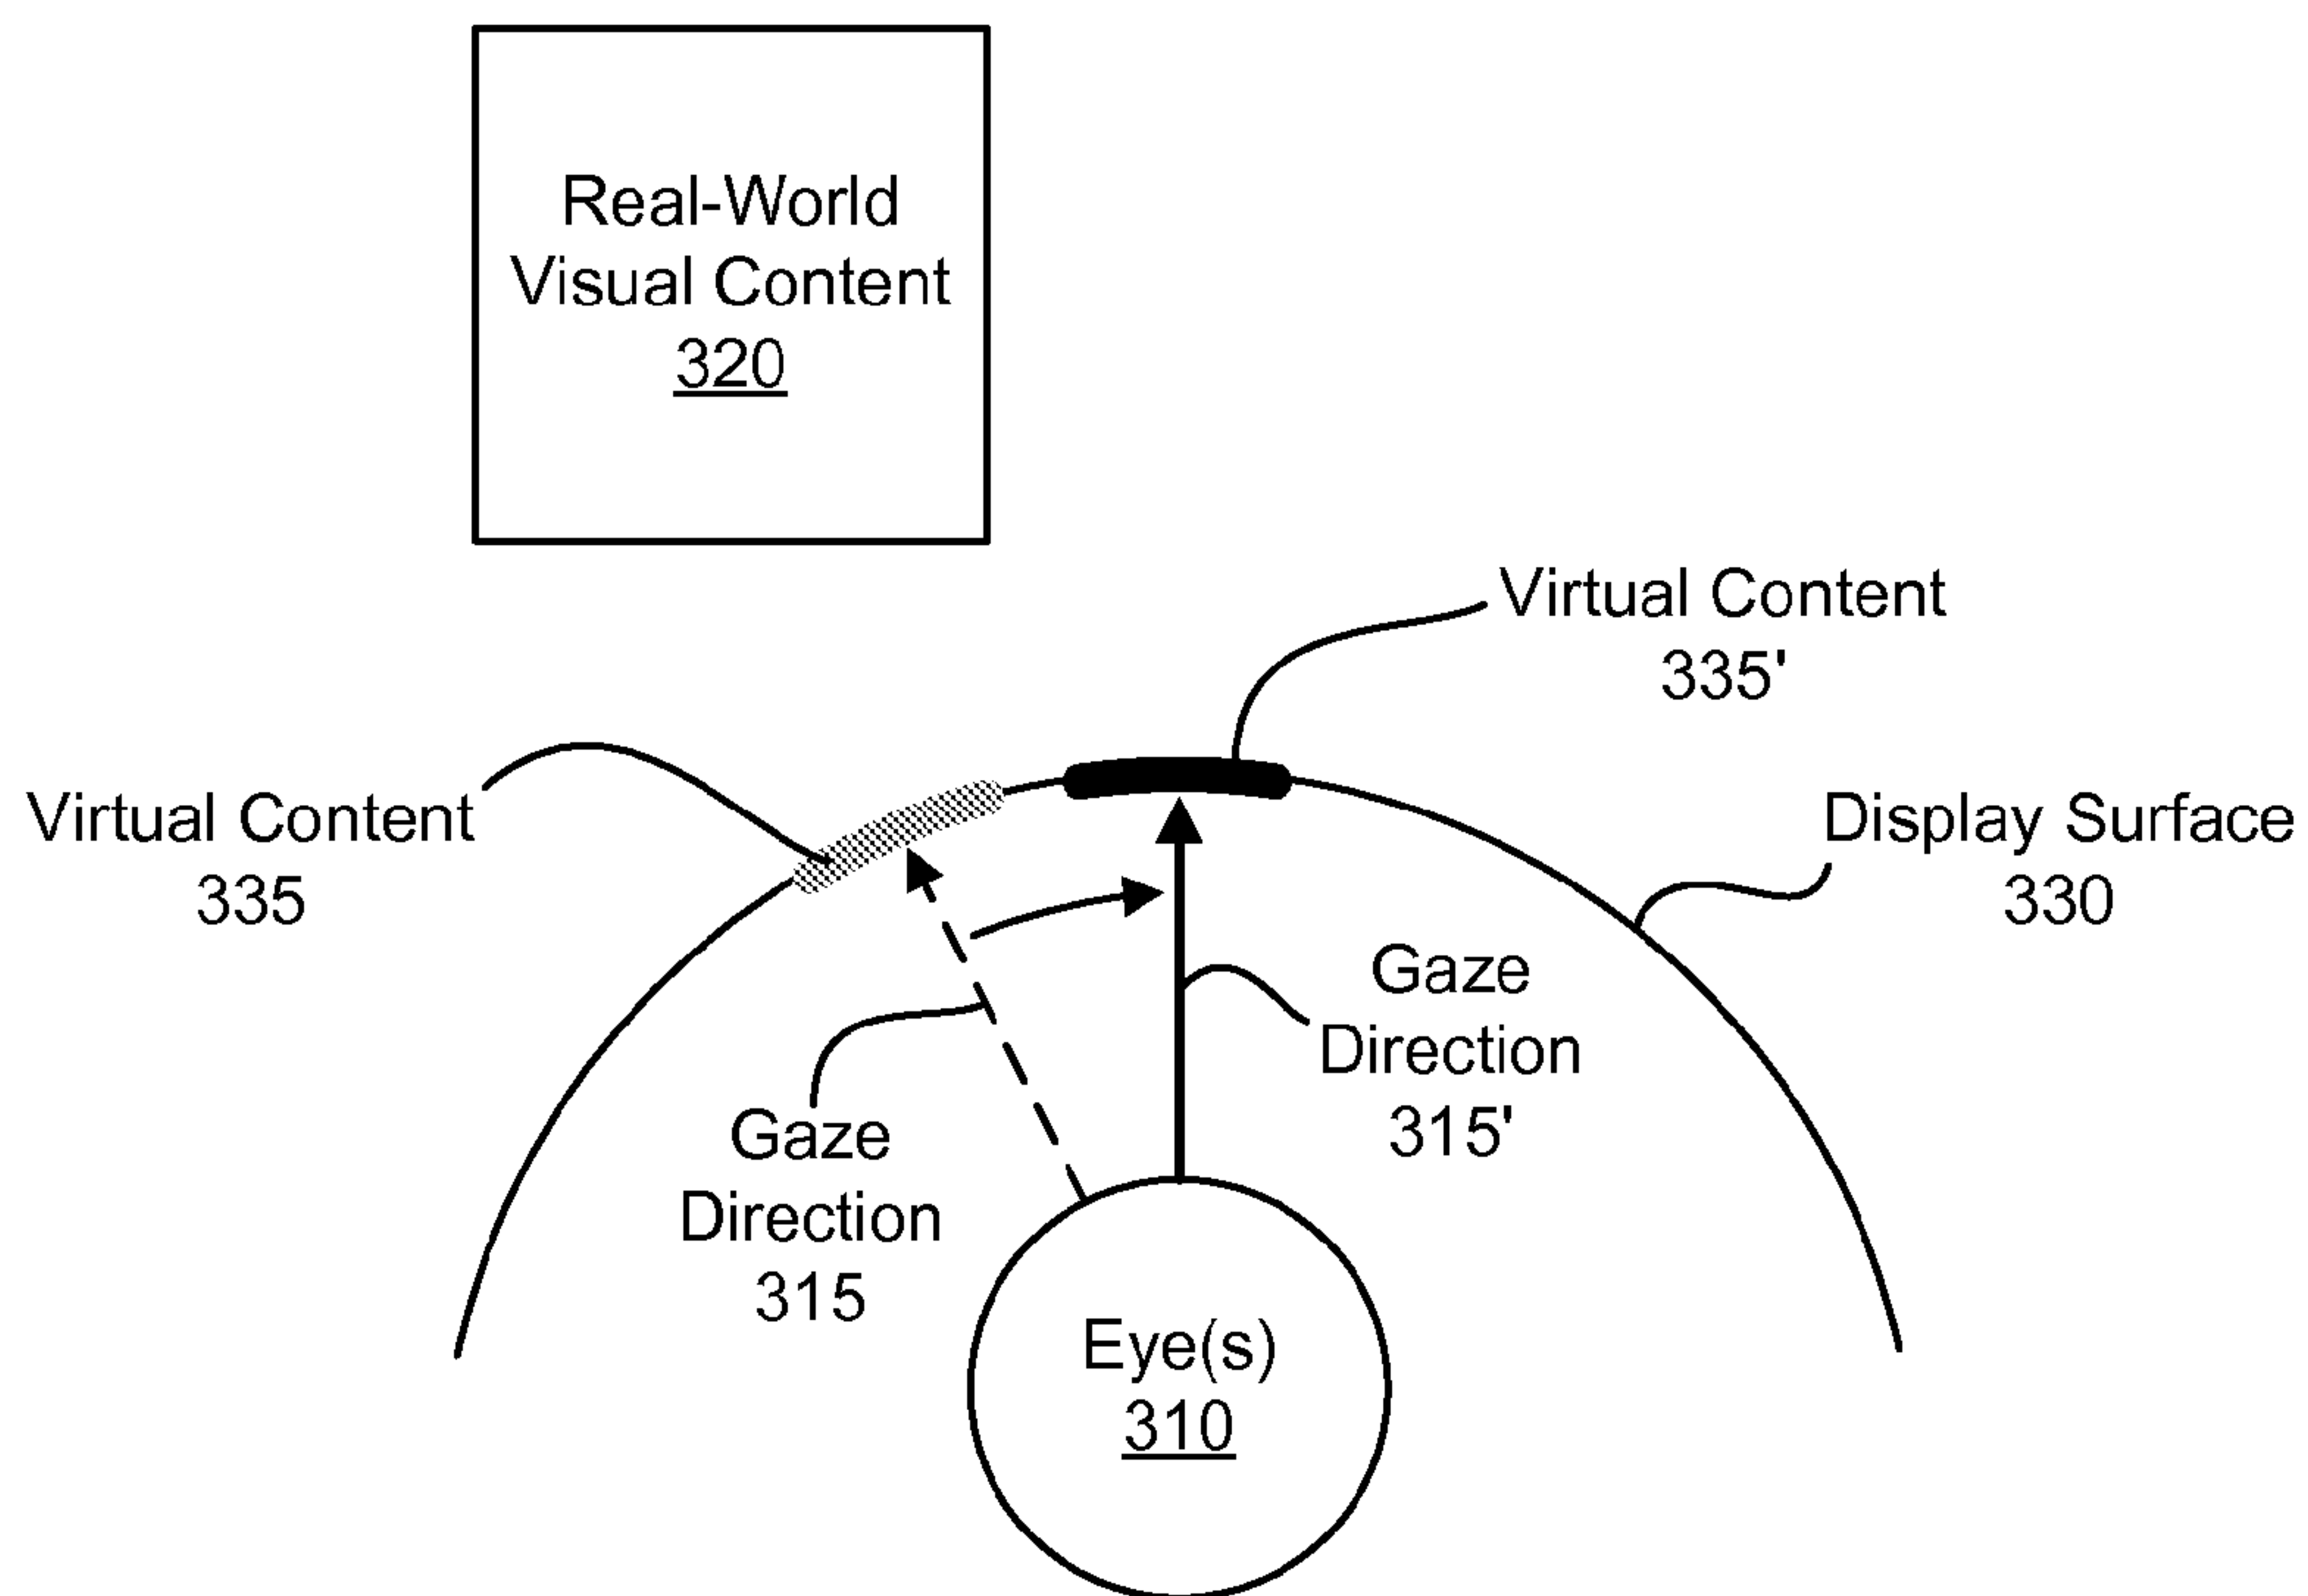 Real-World
Visual Content
320
Virtual Content
335'
Virtual Content
335
Display Surface
330
Gaze
Direction
315'
Gaze
Direction
315
Eye(s)
310